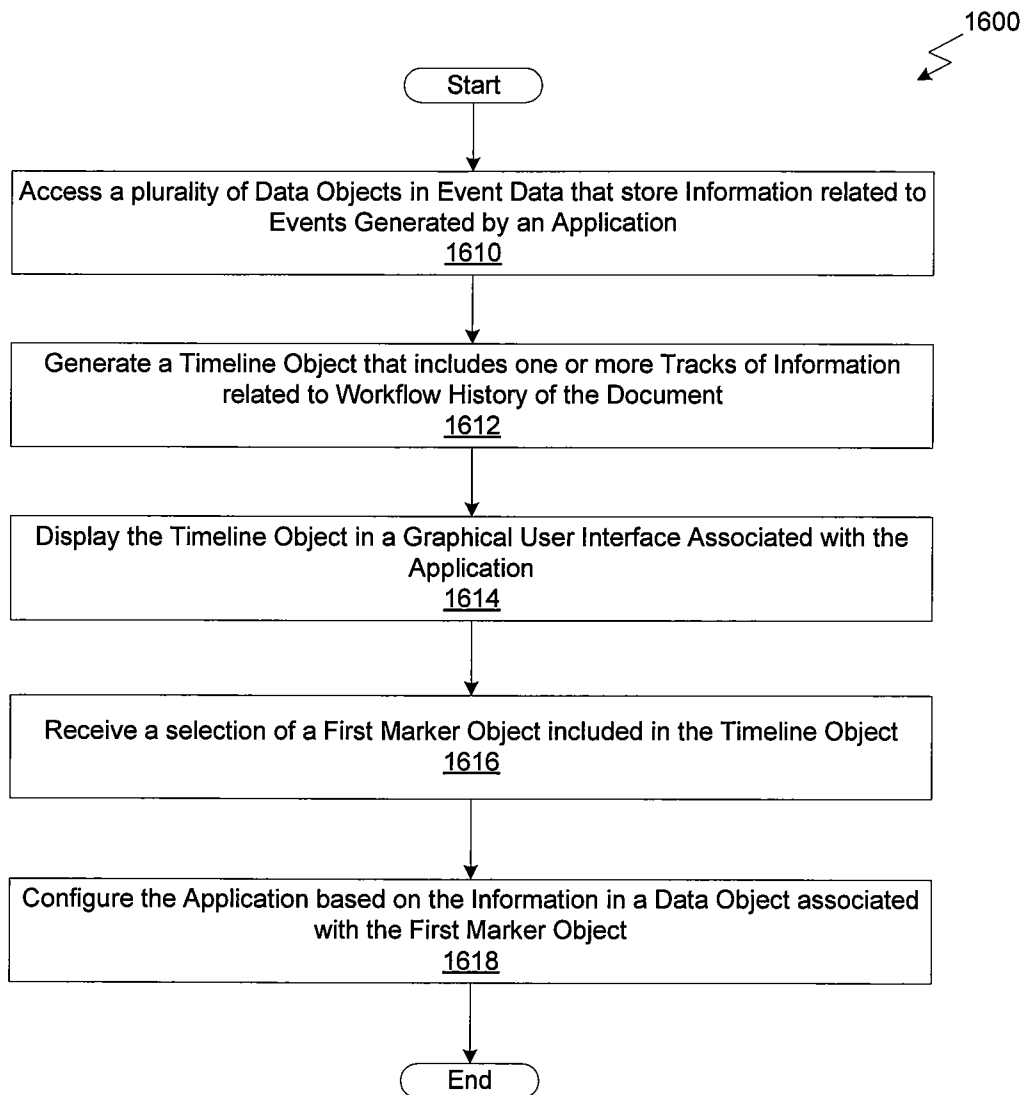 1600
Start
Access a plurality of Data Objects in Event Data that store Information related to
Events Generated by an Application
1610
Generate a Timeline Object that includes one or more Tracks of Information
related to Workflow History of the Document
1612
Display the Timeline Object in a Graphical User Interface Associated with the
Application
1614
Receive a selection of a First Marker Object included in the Timeline Object
1616
Configure the Application based on the Information in a Data Object associated
with the First Marker Object
1618
End